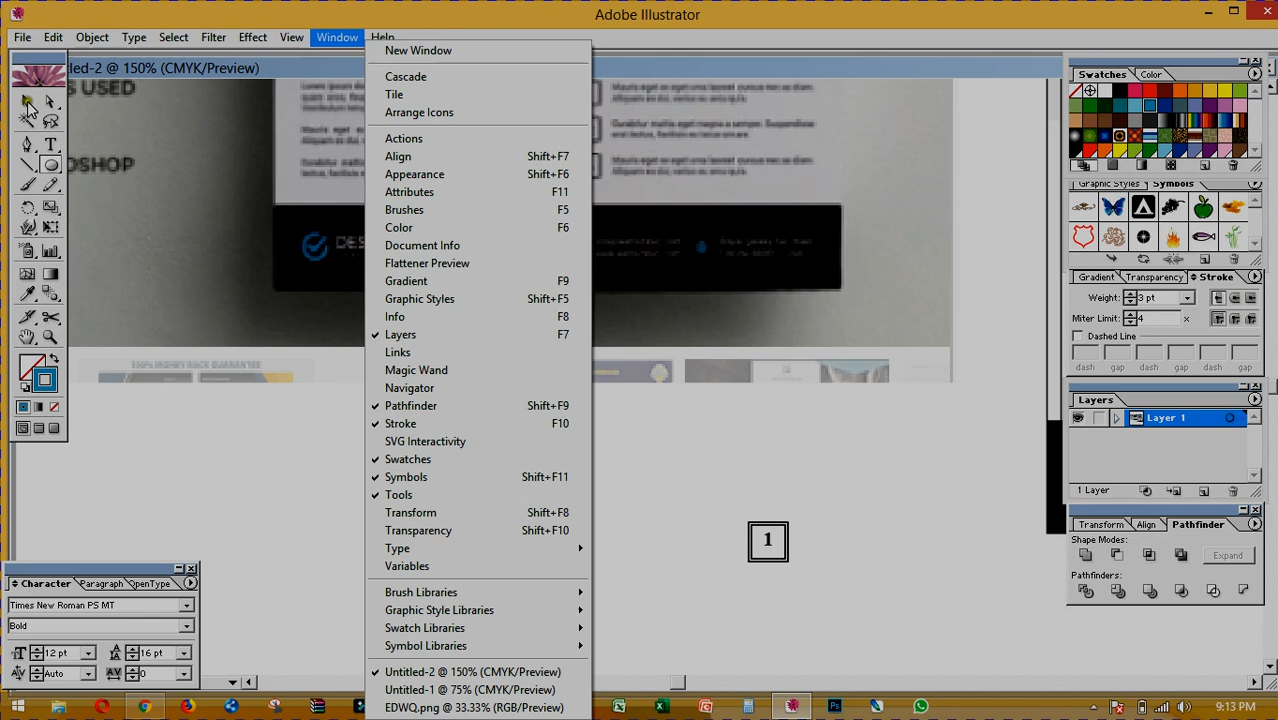 Adobe Illustrator
File Edit Object Type Select Filter Effect View Window Help
led-2 @ 150% (CMYK/Preview)
New Window
Cascade
Tile
Arrange Icons
Actions
Align Shift+F7
Appearance Shift+F6
Attributes F11
Brushes F5
Color F6
Document Info
Flattener Preview
Gradient F9
Graphic Styles Shift+F5
Info F8
Layers F7
Links
Magic Wand
Navigator
Pathfinder Shift+F9
Stroke F10
SVG Interactivity
Swatches
Symbols Shift+F11
Tools
Transform Shift+F8
Transparency Shift+F10
Type
Variables
Brush Libraries
Graphic Style Libraries
Swatch Libraries
Symbol Libraries
Untitled-2 @ 150% (CMYK/Preview)
Untitled-1 @ 75% (CMYK/Preview)
EDWQ.png @ 33.33% (RGB/Preview)
S USED
OSHOP
DES
100% MONEY BACK GUARANTEE
1
Swatches Color
Graphic Styles Symbols
Gradient Transparency Stroke
Weight: 3 pt
Miter Limit: 4 x
Dashed Line
dash gap dash gap dash gap
Layers
Layer 1
1 Layer
Transform Align Pathfinder
Shape Modes:
Expand
Pathfinders:
Character Paragraph OpenType
Times New Roman PS MT
Bold
12 pt 16 pt
Auto 0
9:13 PM